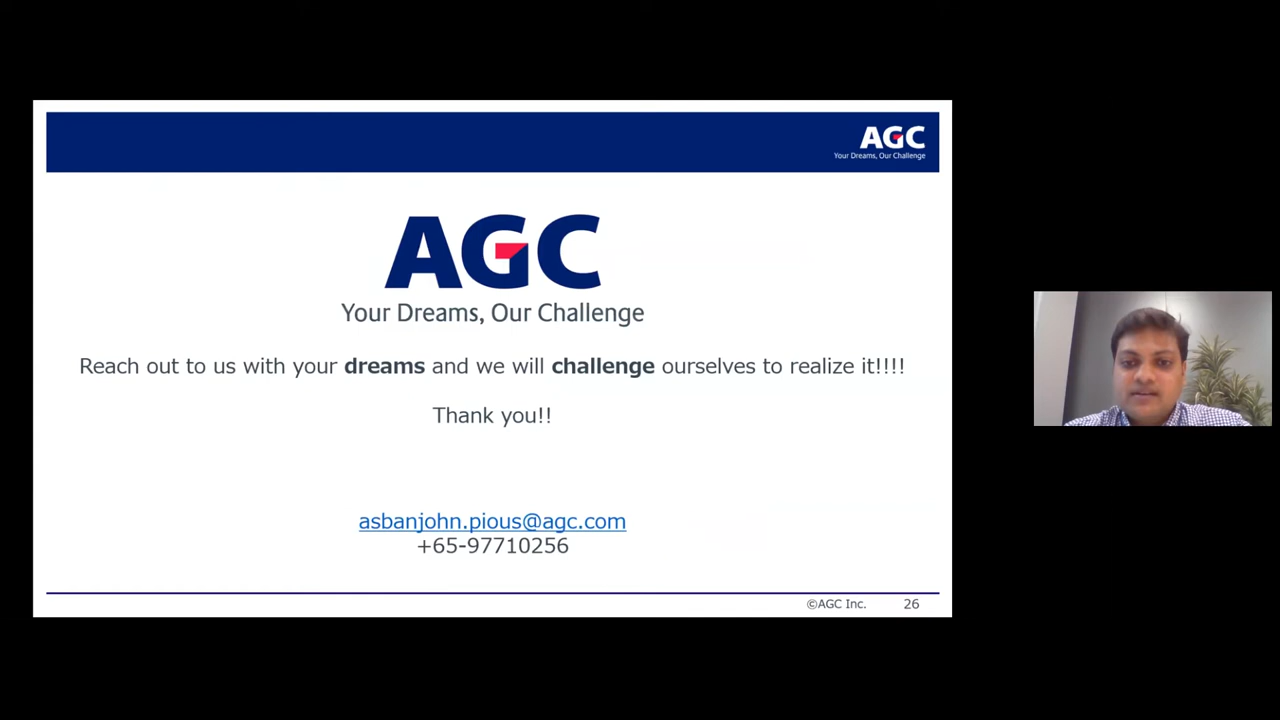 AGC
Your Dreams, Our Challenge
AGC
Your Dreams, Our Challenge
Reach out to us with your dreams and we will challenge ourselves to realize it!!!!
Thank you!!
asbanjohn.pious@agc.com
+65-97710256
©AGC Inc. 26